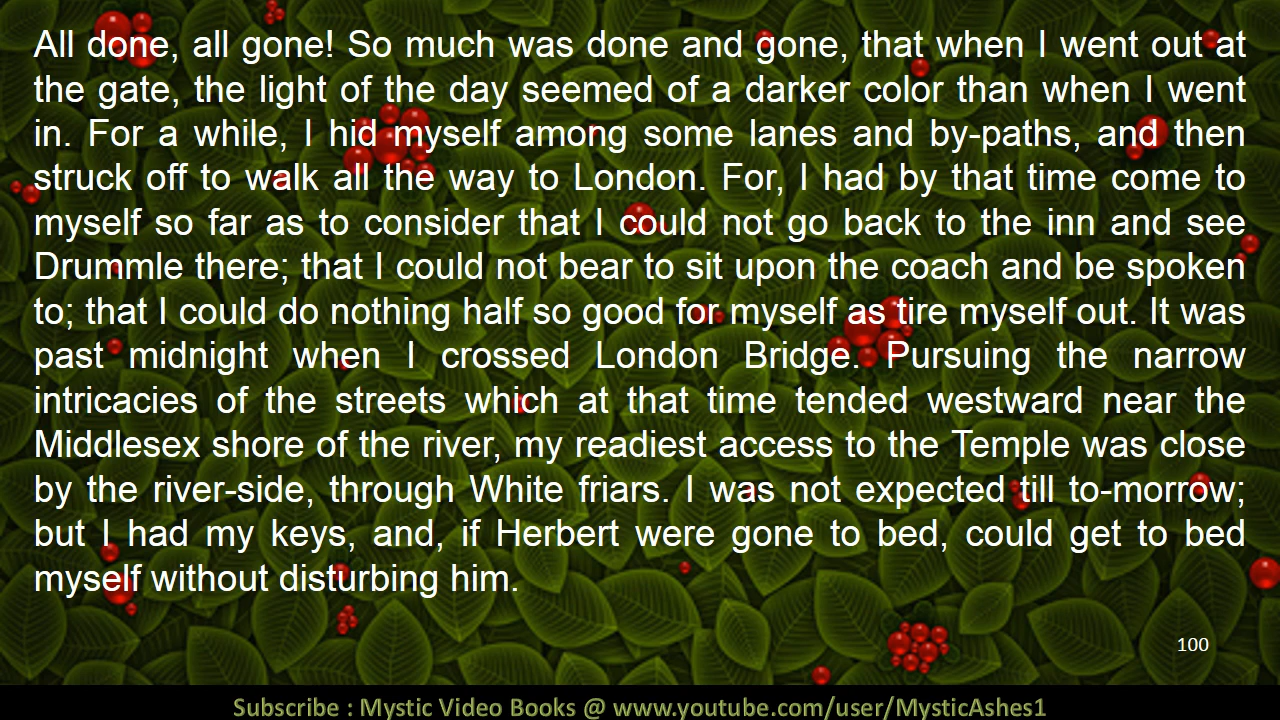 All done, all gone! So much was done and gone, that when I went out at
the gate, the light of the day seemed of a darker color than when I went
in. For a while, I hid myself among some lanes and by-paths, and then
struck off to walk all the way to London. For, I had by that time come to
myself so far as to consider that I could not go back to the inn and see
Drummle there; that I could not bear to sit upon the coach and be spoken
to; that I could do nothing half so good for myself as tire myself out. It was
past midnight when I crossed London Bridge. Pursuing the narrow
intricacies of the streets which at that time tended westward near the
Middlesex shore of the river, my readiest access to the Temple was close
by the river-side, through White friars. I was not expected till to-morrow;
but I had my keys, and, if Herbert were gone to bed, could get to bed
myself without disturbing him.
100
Subscribe : Mystic Video Books @ www.youtube.com/user/MysticAshes1